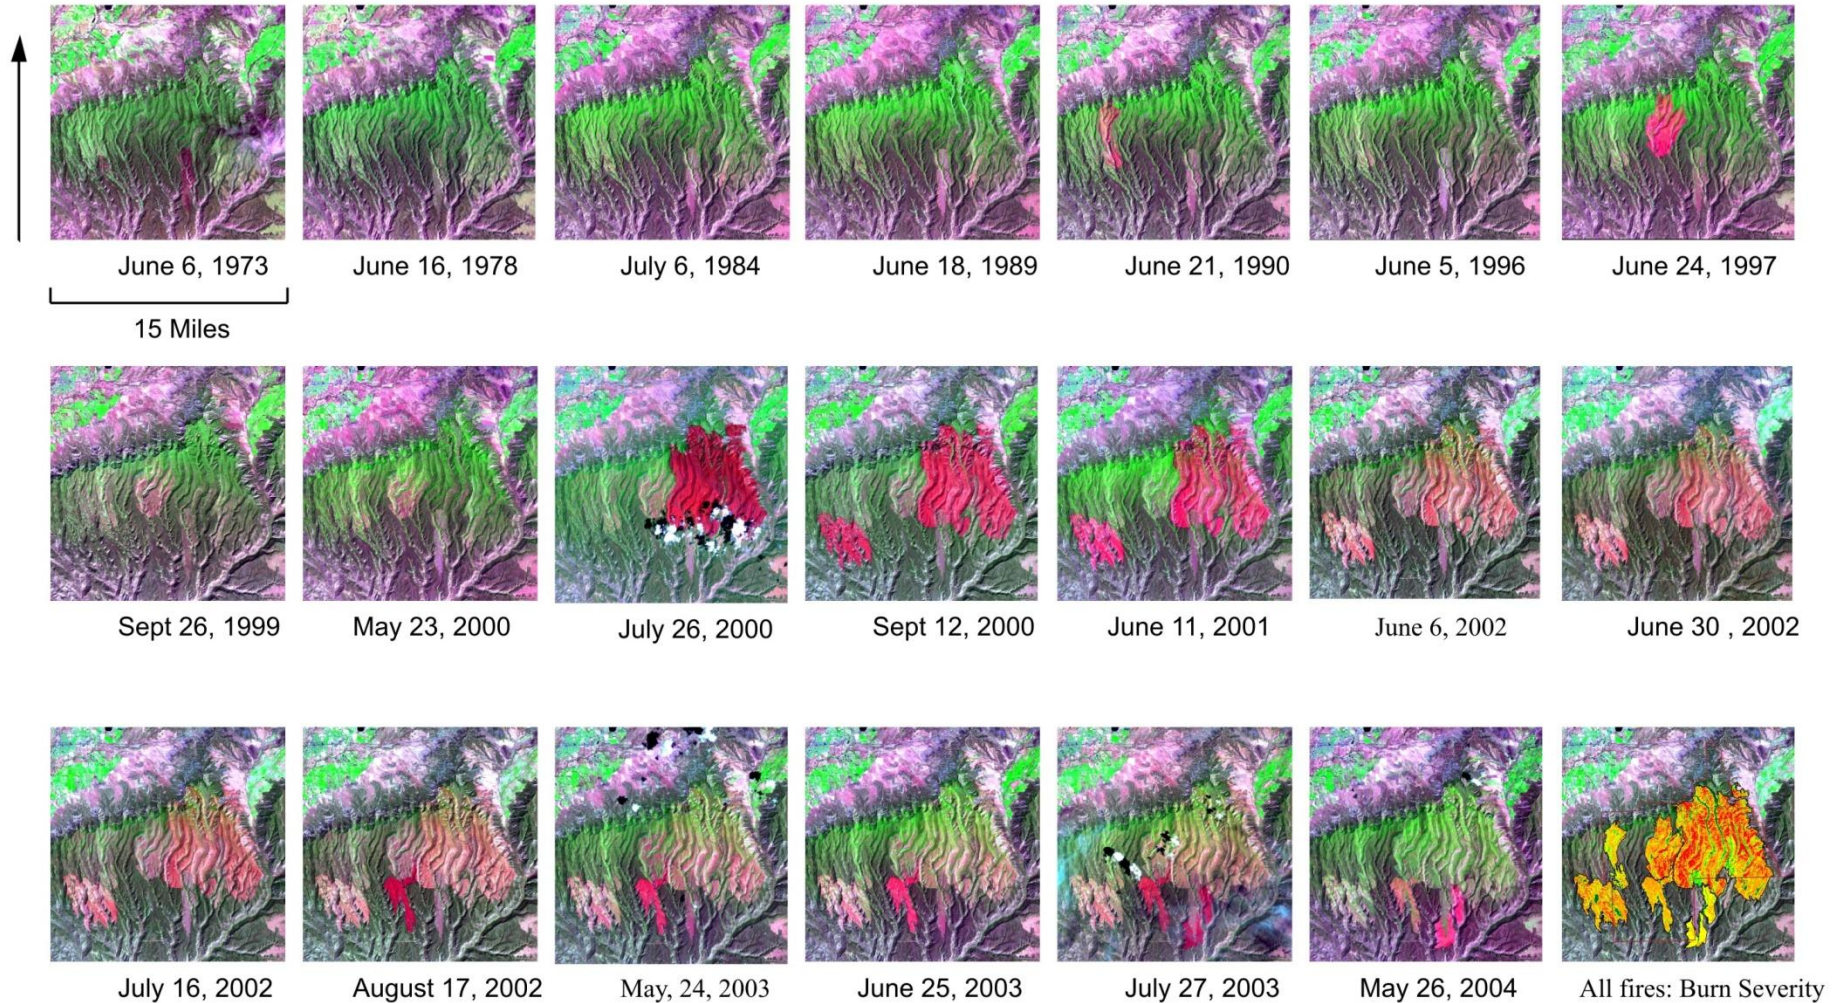 June 6, 1973
June 16, 1978
July 6, 1984
June 18, 1989
June 21, 1990
June 5, 1996
June 24, 1997
15 Miles
Sept 26, 1999
May 23, 2000
July 26, 2000
Sept 12, 2000
June 11, 2001
June 6, 2002
June 30 , 2002
July 16, 2002
August 17, 2002
May, 24, 2003
June 25, 2003
July 27, 2003
May 26, 2004
All fires: Burn Severity